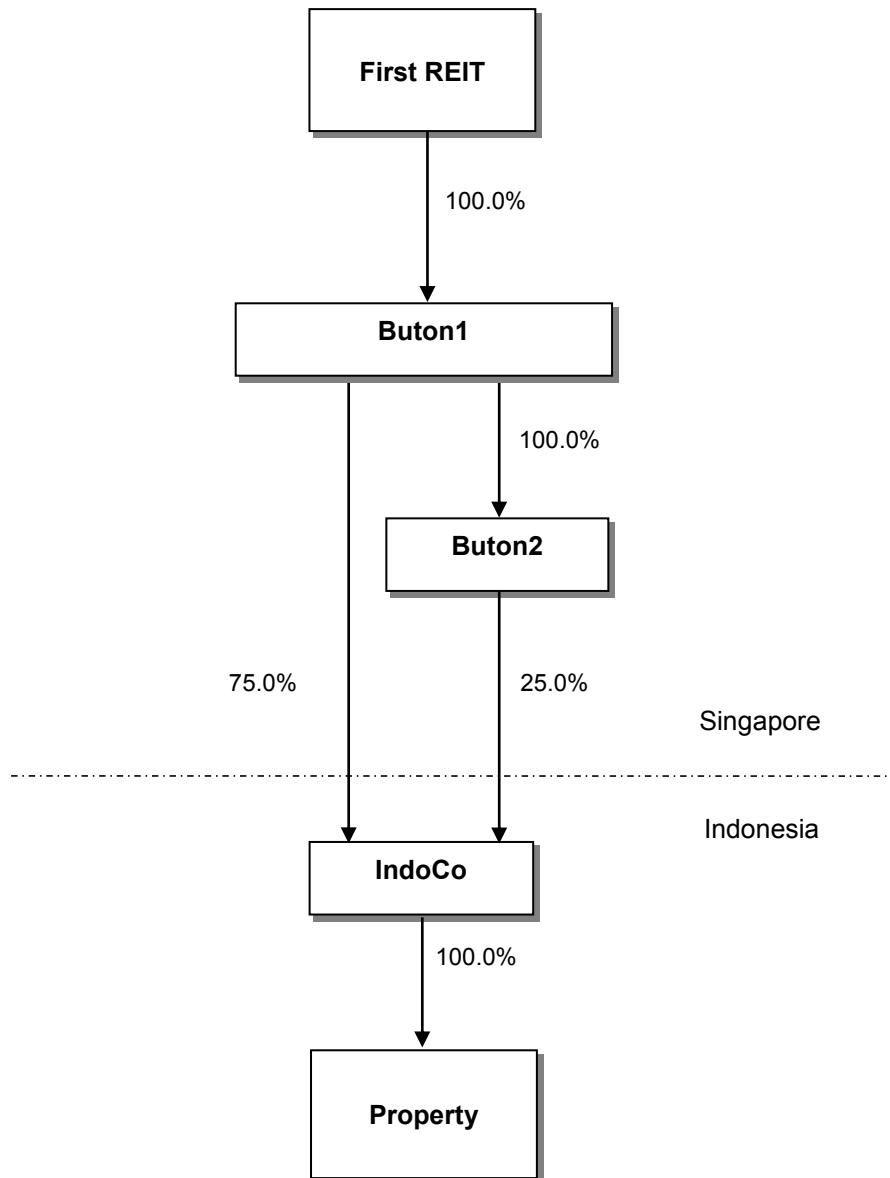 First REIT
100.0%
Buton1
100.0%
Buton2
75.0%
25.0%
Singapore
Indonesia
IndoCo
100.0%
Property